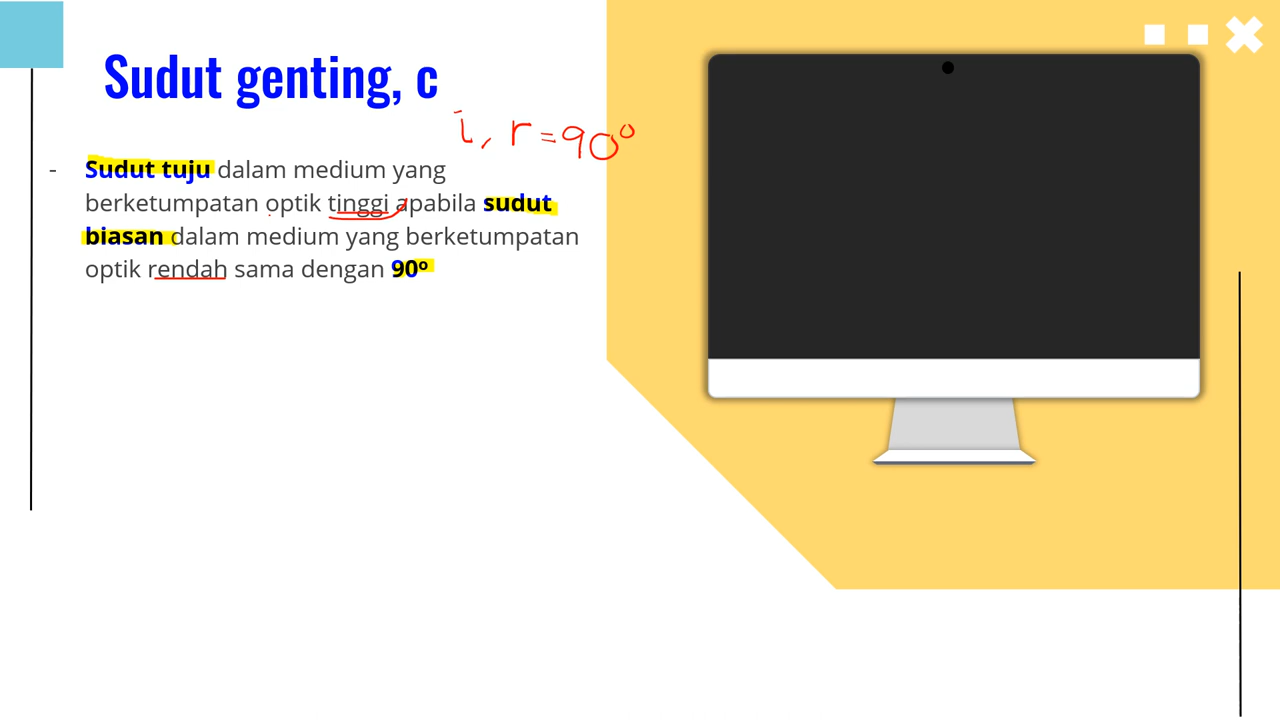 Sudut genting, c
i, r = 90°
- Sudut tuju dalam medium yang
berketumpatan optik tinggi apabila sudut
biasan dalam medium yang berketumpatan
optik rendah sama dengan 90º